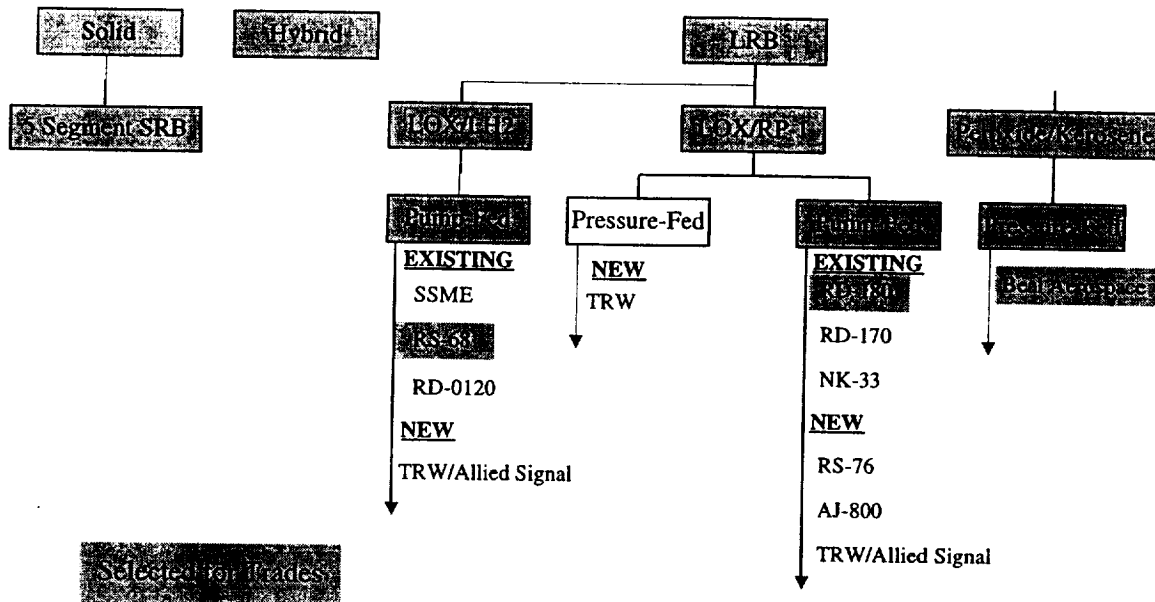 Solid
Hybrid
LRB
5 Segment SRB
LOX/LH2
LOX/RP-1
Peroxide/Kerosene
Pump-Fed
Pressure-Fed
Pump-Fed
Pressure-Fed
EXISTING
SSME
RS-68
RD-0120
NEW
TRW/Allied Signal
NEW
TRW
EXISTING
RD-180
RD-170
NK-33
NEW
RS-76
AJ-800
TRW/Allied Signal
Beal Aerospace
Selected for Trades